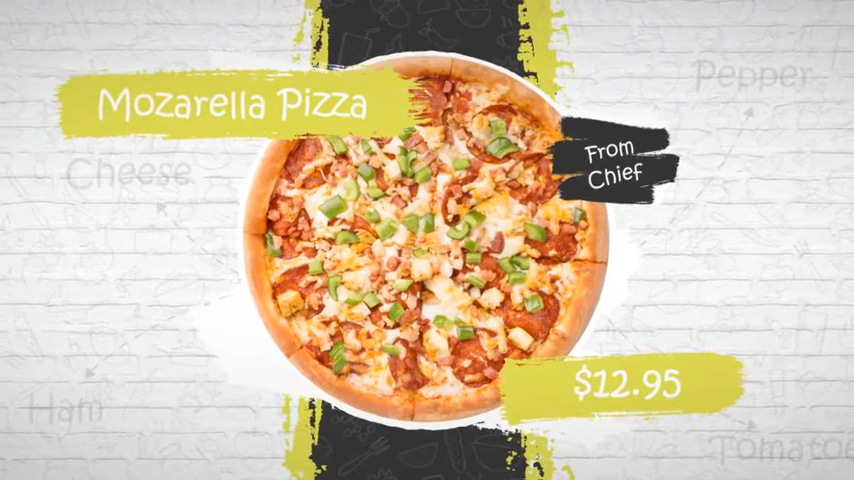 Mozarella Pizza
Pepper
From
Chief
Cheese
$12.95
Ham
Tomatoe